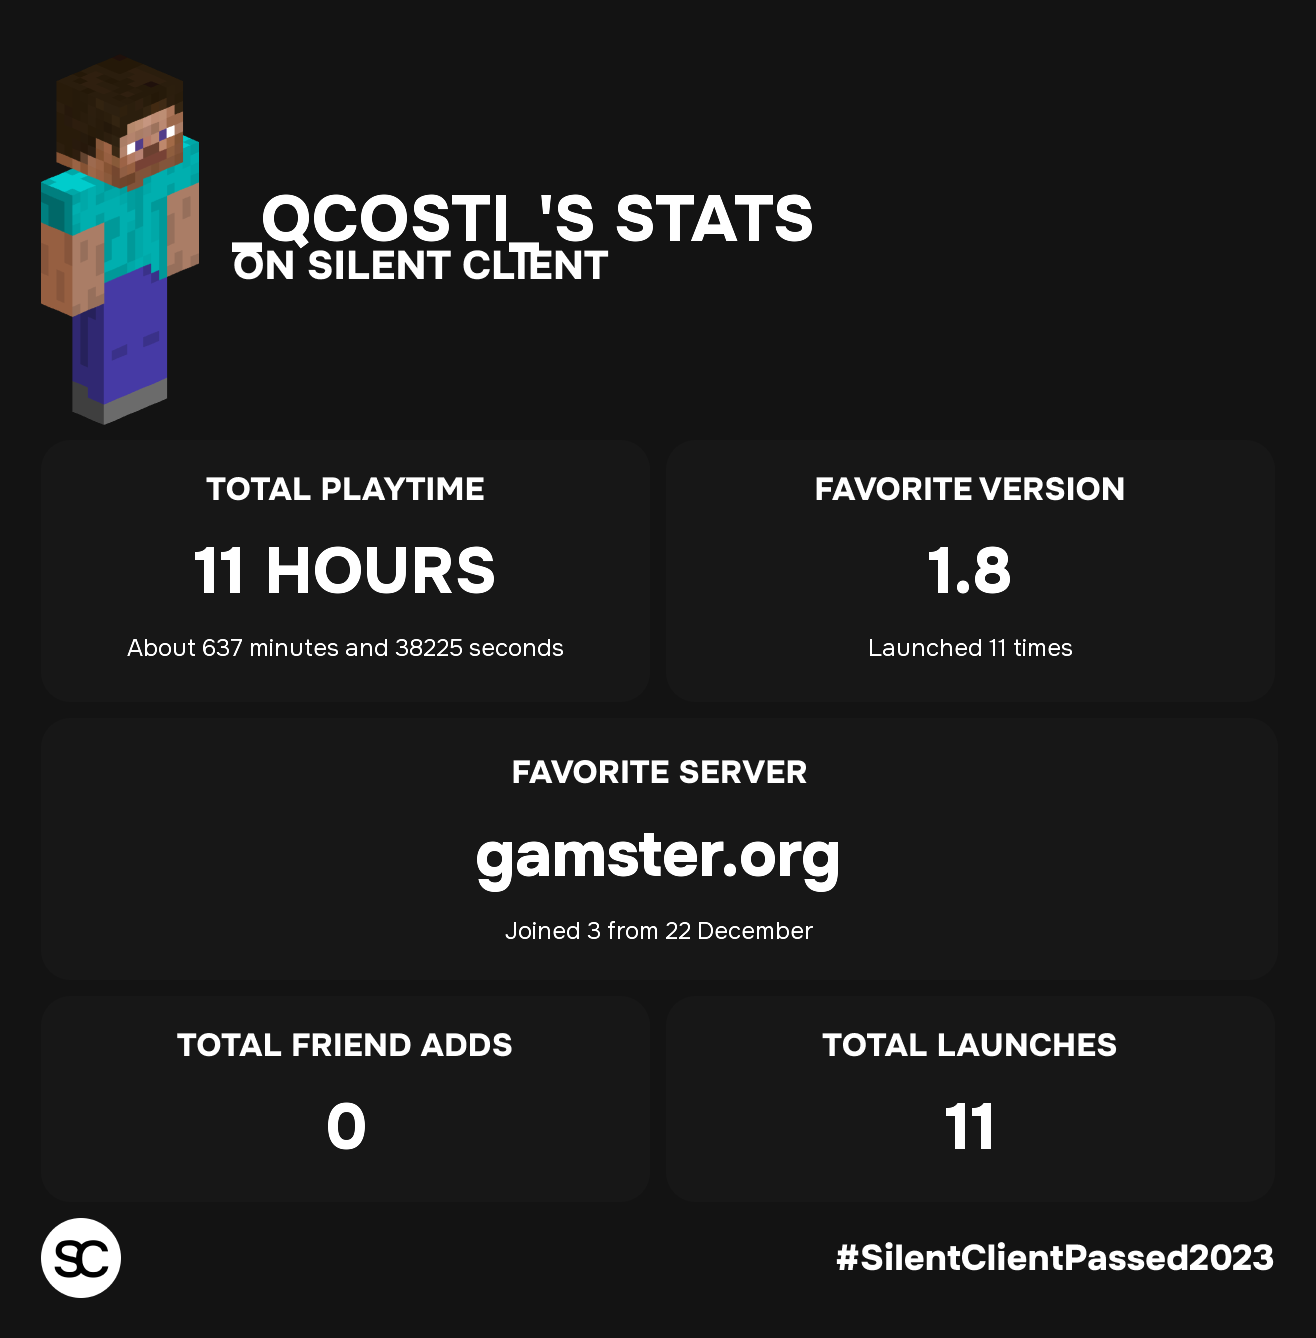 _QCOSTI_'S STATS
ON SILENT CLIENT
TOTAL PLAYTIME
11 HOURS
About 637 minutes and 38225 seconds
FAVORITE VERSION
1.8
Launched 11 times
FAVORITE SERVER
gamster.org
Joined 3 from 22 December
TOTAL FRIEND ADDS
0
TOTAL LAUNCHES
11
SC
#SilentClientPassed2023